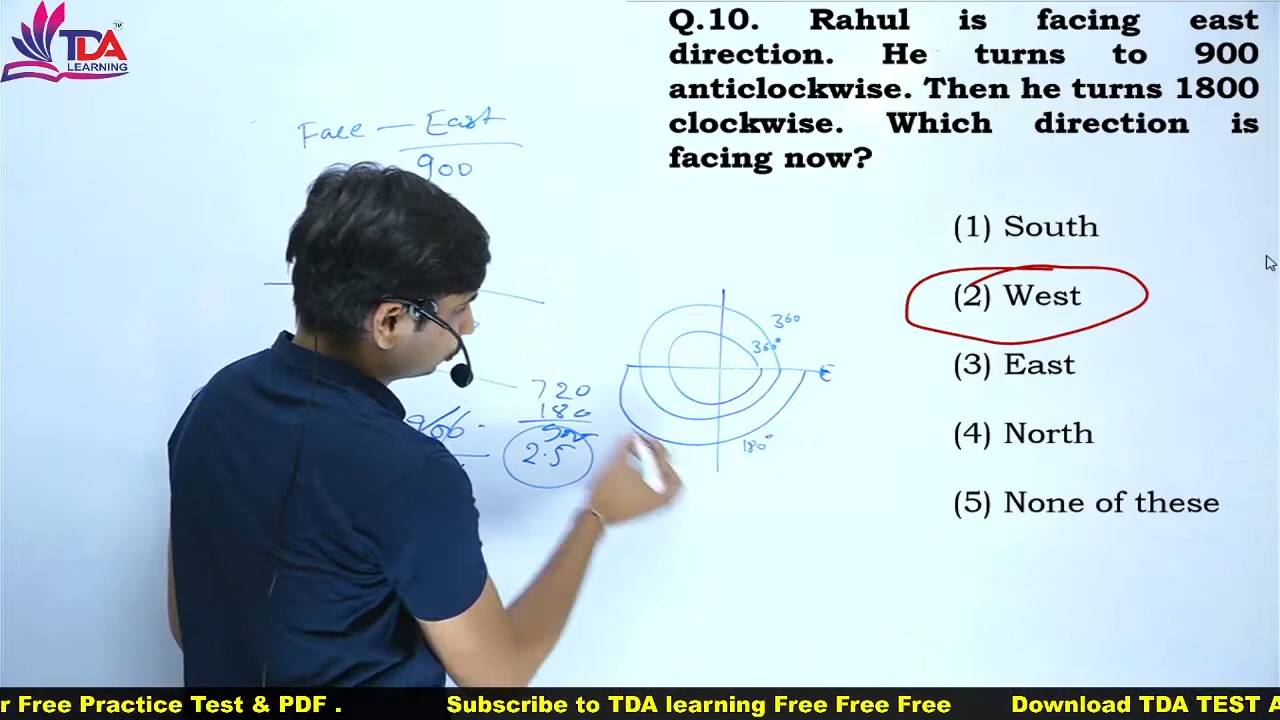 TDA
LEARNING
Q.10. Rahul is facing east
direction. He turns to 900
anticlockwise. Then he turns 1800
clockwise. Which direction is
facing now?
Face — East
900
(1) South
(2) West
(3) East
(4) North
(5) None of these
360
360°
E
180°
720
180
900
2.5
r Free Practice Test & PDF . Subscribe to TDA learning Free Free Free Download TDA TEST A